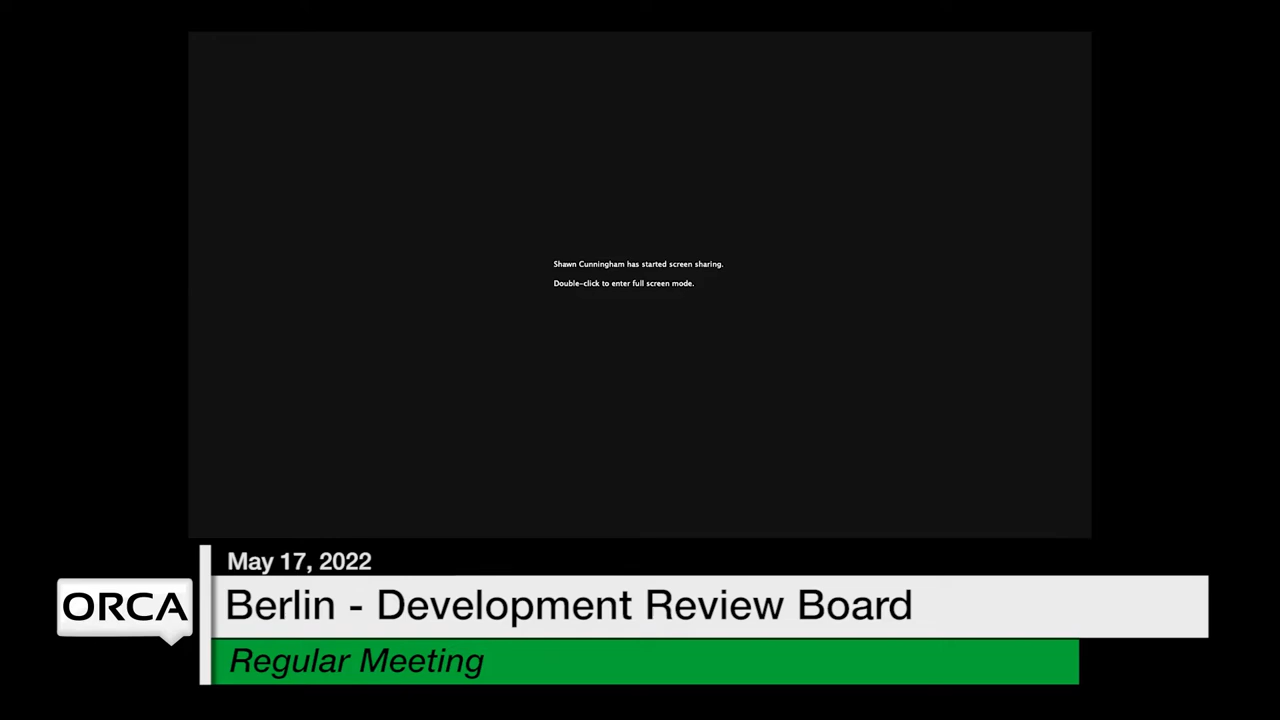 Shawn Cunningham has started screen sharing.
Double-click to enter full screen mode.
May 17, 2022
ORCA
Berlin - Development Review Board
Regular Meeting